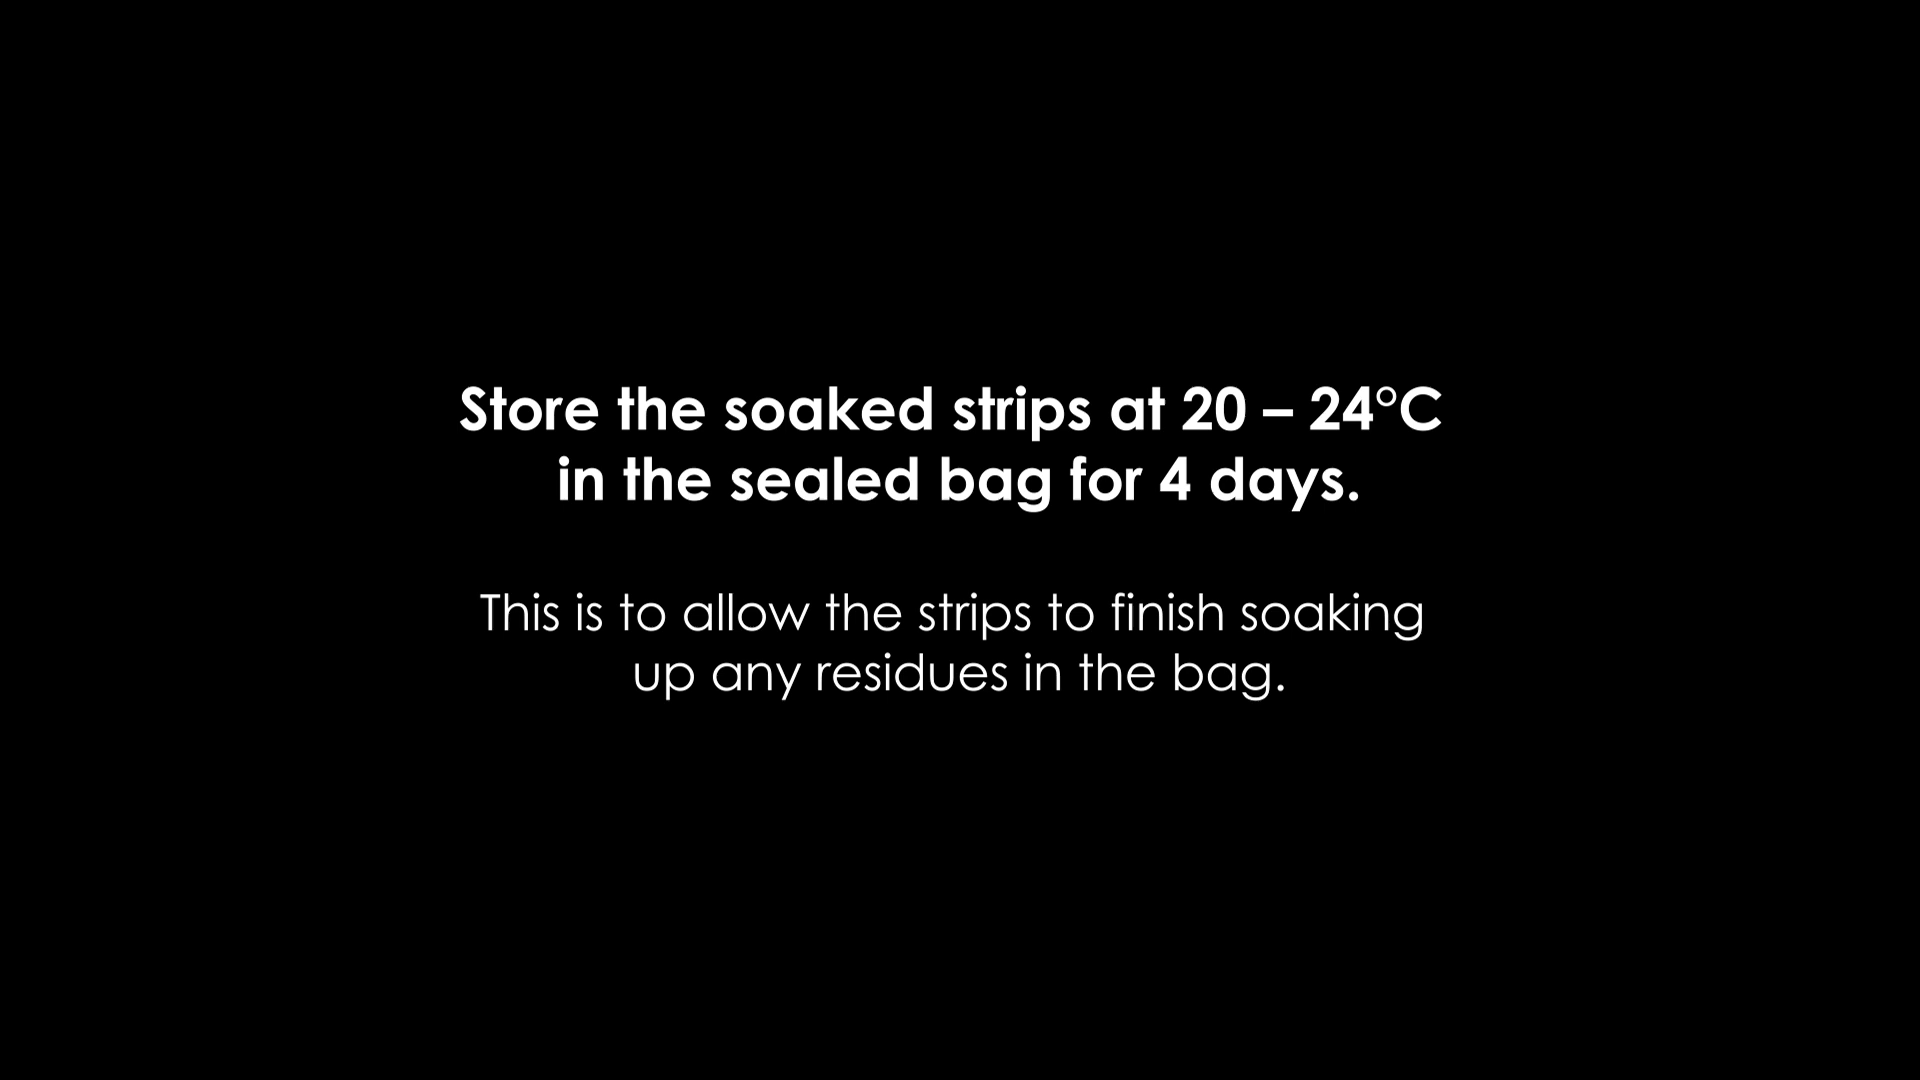 Store the soaked strips at 20 – 24°C
in the sealed bag for 4 days.
This is to allow the strips to finish soaking
up any residues in the bag.